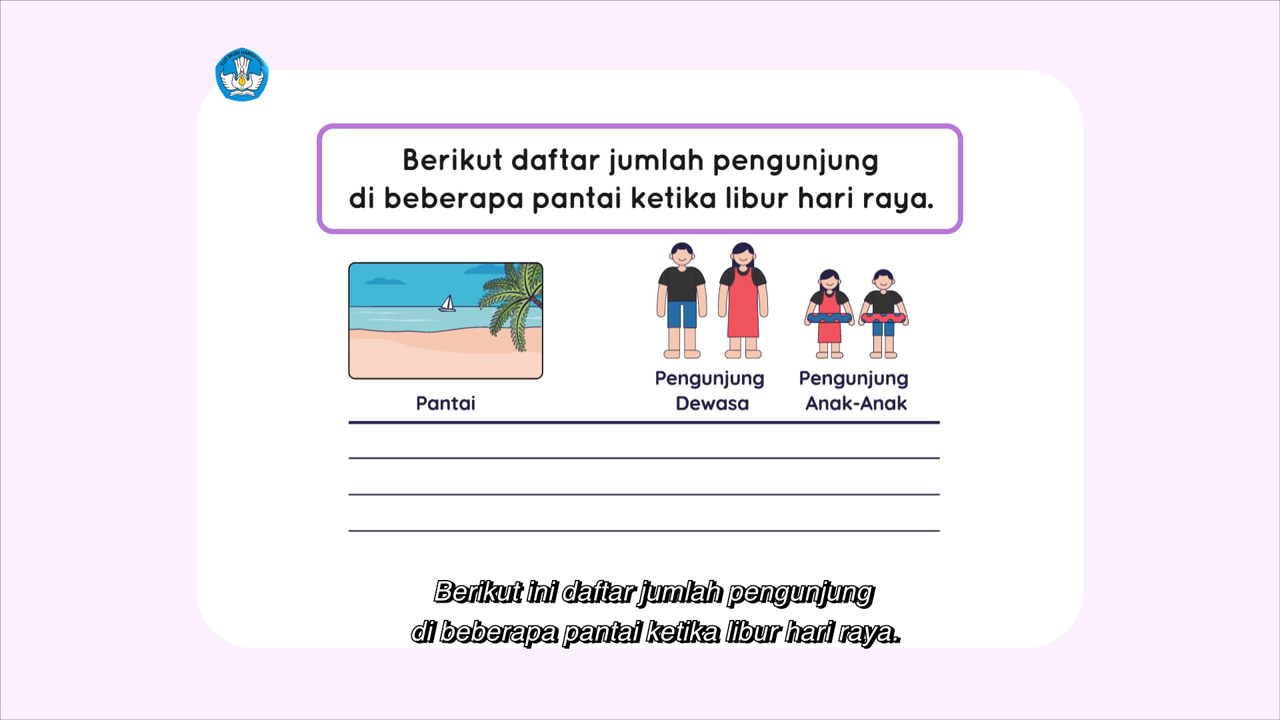 Berikut daftar jumlah pengunjung
di beberapa pantai ketika libur hari raya.
Pantai
Pengunjung
Dewasa
Pengunjung
Anak-Anak
Berikut ini daftar jumlah pengunjung
di beberapa pantai ketika libur hari raya.